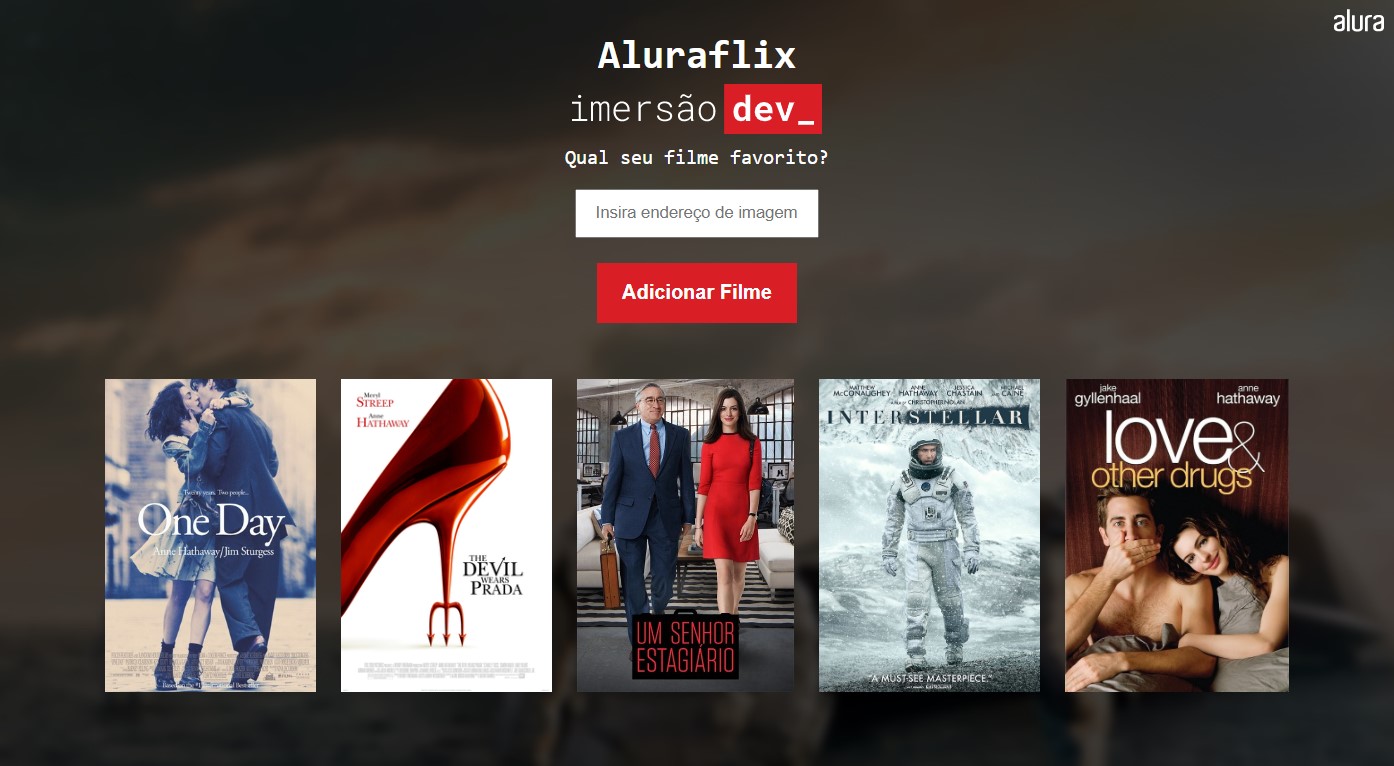 alura
Aluraflix
imersão dev_
Qual seu filme favorito?
Insira endereço de imagem
Adicionar Filme
Twenty years. Two people...
One Day
Anne Hathaway/Jim Sturgess
Meryl
STREEP
Anne
HATHAWAY
THE
DEVIL
WEARS
PRADA
UM SENHOR
ESTAGIÁRIO
MATTHEW ANNE JESSICA MICHAEL
McCONAUGHEY HATHAWAY CHASTAIN CAINE
CHRISTOPHER NOLAN
INTERSTELLAR
"A MUST-SEE MASTERPIECE."
jake anne
gyllenhaal hathaway
love &
other drugs